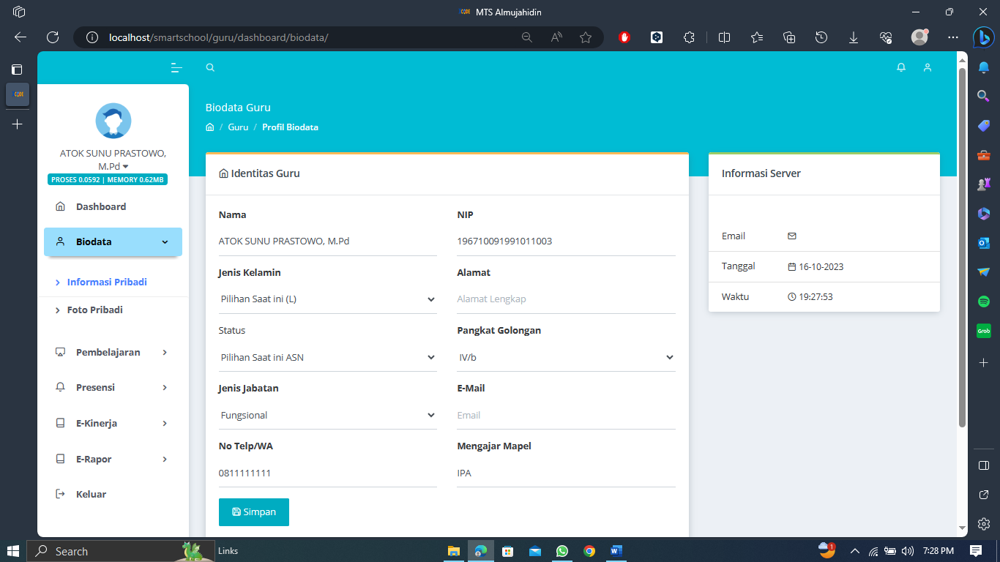 MTS Almujahidin
localhost/smartschool/guru/dashboard/biodata/
ATOK SUNU PRASTOWO,
M.Pd
PROSES 0.0592 | MEMORY 0.62MB
Dashboard
Biodata
Informasi Pribadi
Foto Pribadi
Pembelajaran
Presensi
E-Kinerja
E-Rapor
Keluar
Biodata Guru
/ Guru / Profil Biodata
Identitas Guru
Nama
NIP
ATOK SUNU PRASTOWO, M.Pd
196710091991011003
Jenis Kelamin
Alamat
Pilihan Saat ini (L)
Alamat Lengkap
Status
Pangkat Golongan
Pilihan Saat ini ASN
IV/b
Jenis Jabatan
E-Mail
Fungsional
Email
No Telp/WA
Mengajar Mapel
0811111111
IPA
Simpan
Informasi Server
Email
Tanggal 16-10-2023
Waktu 19:27:53
Grab
Search
Links
1
7:28 PM